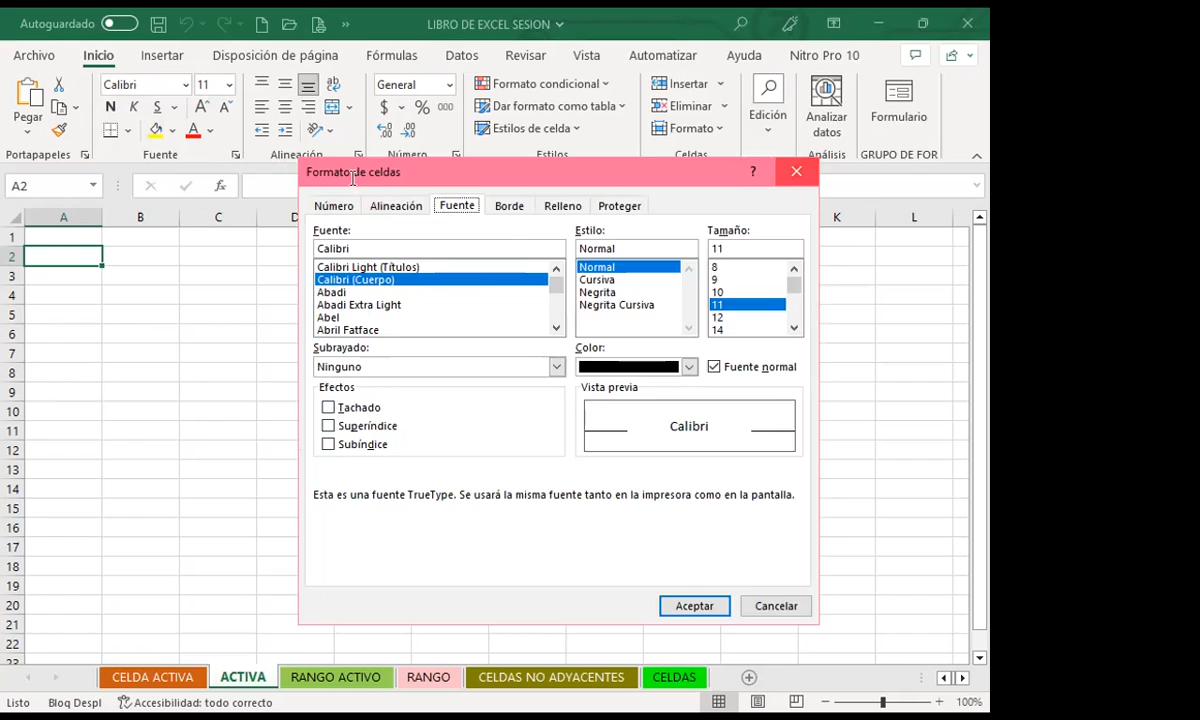 Autoguardado
LIBRO DE EXCEL SESION
Archivo Inicio Insertar Disposición de página Fórmulas Datos Revisar Vista Automatizar Ayuda Nitro Pro 10
Pegar
Portapapeles
Calibri 11
N K S A A
A
Fuente
ab
Alineación
General
$ % 000
Número
Formato condicional
Dar formato como tabla
Estilos de celda
Estilos
Insertar
Eliminar
Formato
Celdas
Edición
Analizar
datos
Análisis
Formulario
GRUPO DE FOR
A2
fx
A B C D K L
1
2
3
4
5
6
7
8
9
10
11
12
13
14
15
16
17
18
19
20
21
22
23
Formato de celdas ?
Número Alineación Fuente Borde Relleno Proteger
Fuente: Estilo: Tamaño:
Calibri Normal 11
Calibri Light (Títulos) Normal 8
Calibri (Cuerpo) Cursiva 9
Abadi Negrita 10
Abadi Extra Light Negrita Cursiva 11
Abel 12
Abril Fatface 14
Subrayado: Color:
Ninguno Fuente normal
Efectos Vista previa
Tachado
Superíndice
Subíndice
Calibri
Esta es una fuente TrueType. Se usará la misma fuente tanto en la impresora como en la pantalla.
Aceptar Cancelar
CELDA ACTIVA ACTIVA RANGO ACTIVO RANGO CELDAS NO ADYACENTES CELDAS
Listo Bloq Despl Accesibilidad: todo correcto 100%